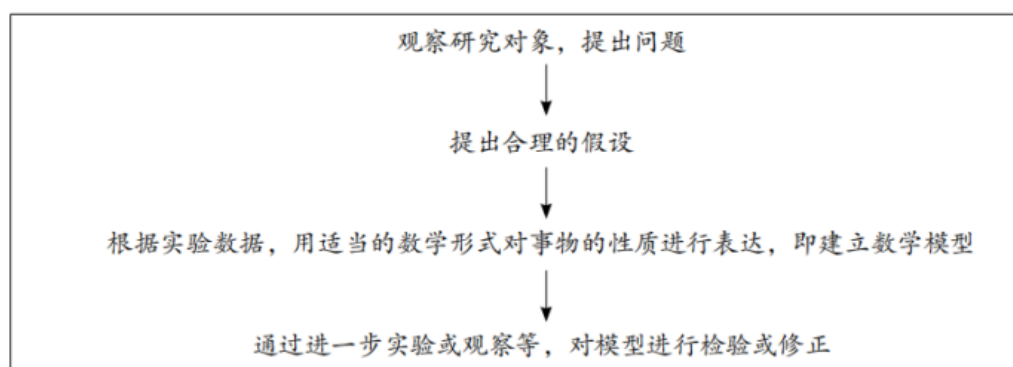 观察研究对象，提出问题
提出合理的假设
根据实验数据，用适当的数学形式对事物的性质进行表达，即建立数学模型
通过进一步实验或观察等，对模型进行检验或修正